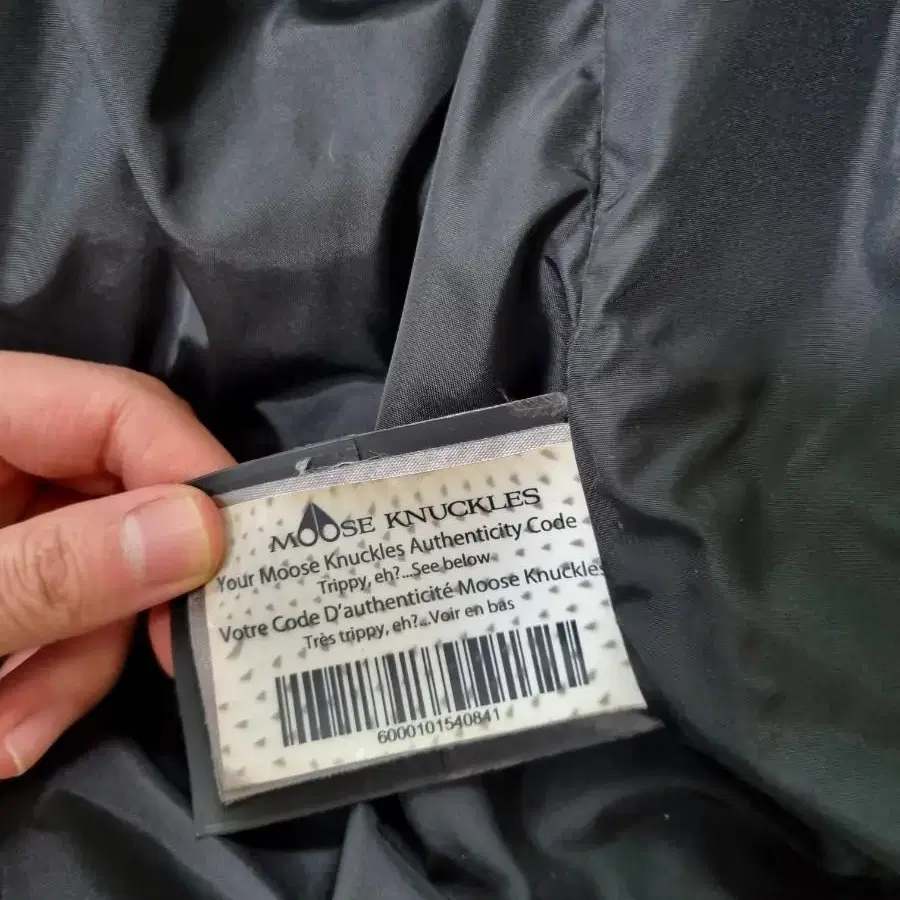 MOOSE KNUCKLES
Your Moose Knuckles Authenticity Code
Trippy, eh?...See below
Votre Code D'authenticité Moose Knuckles
Très trippy, eh?...Voir en bas
6000101540841